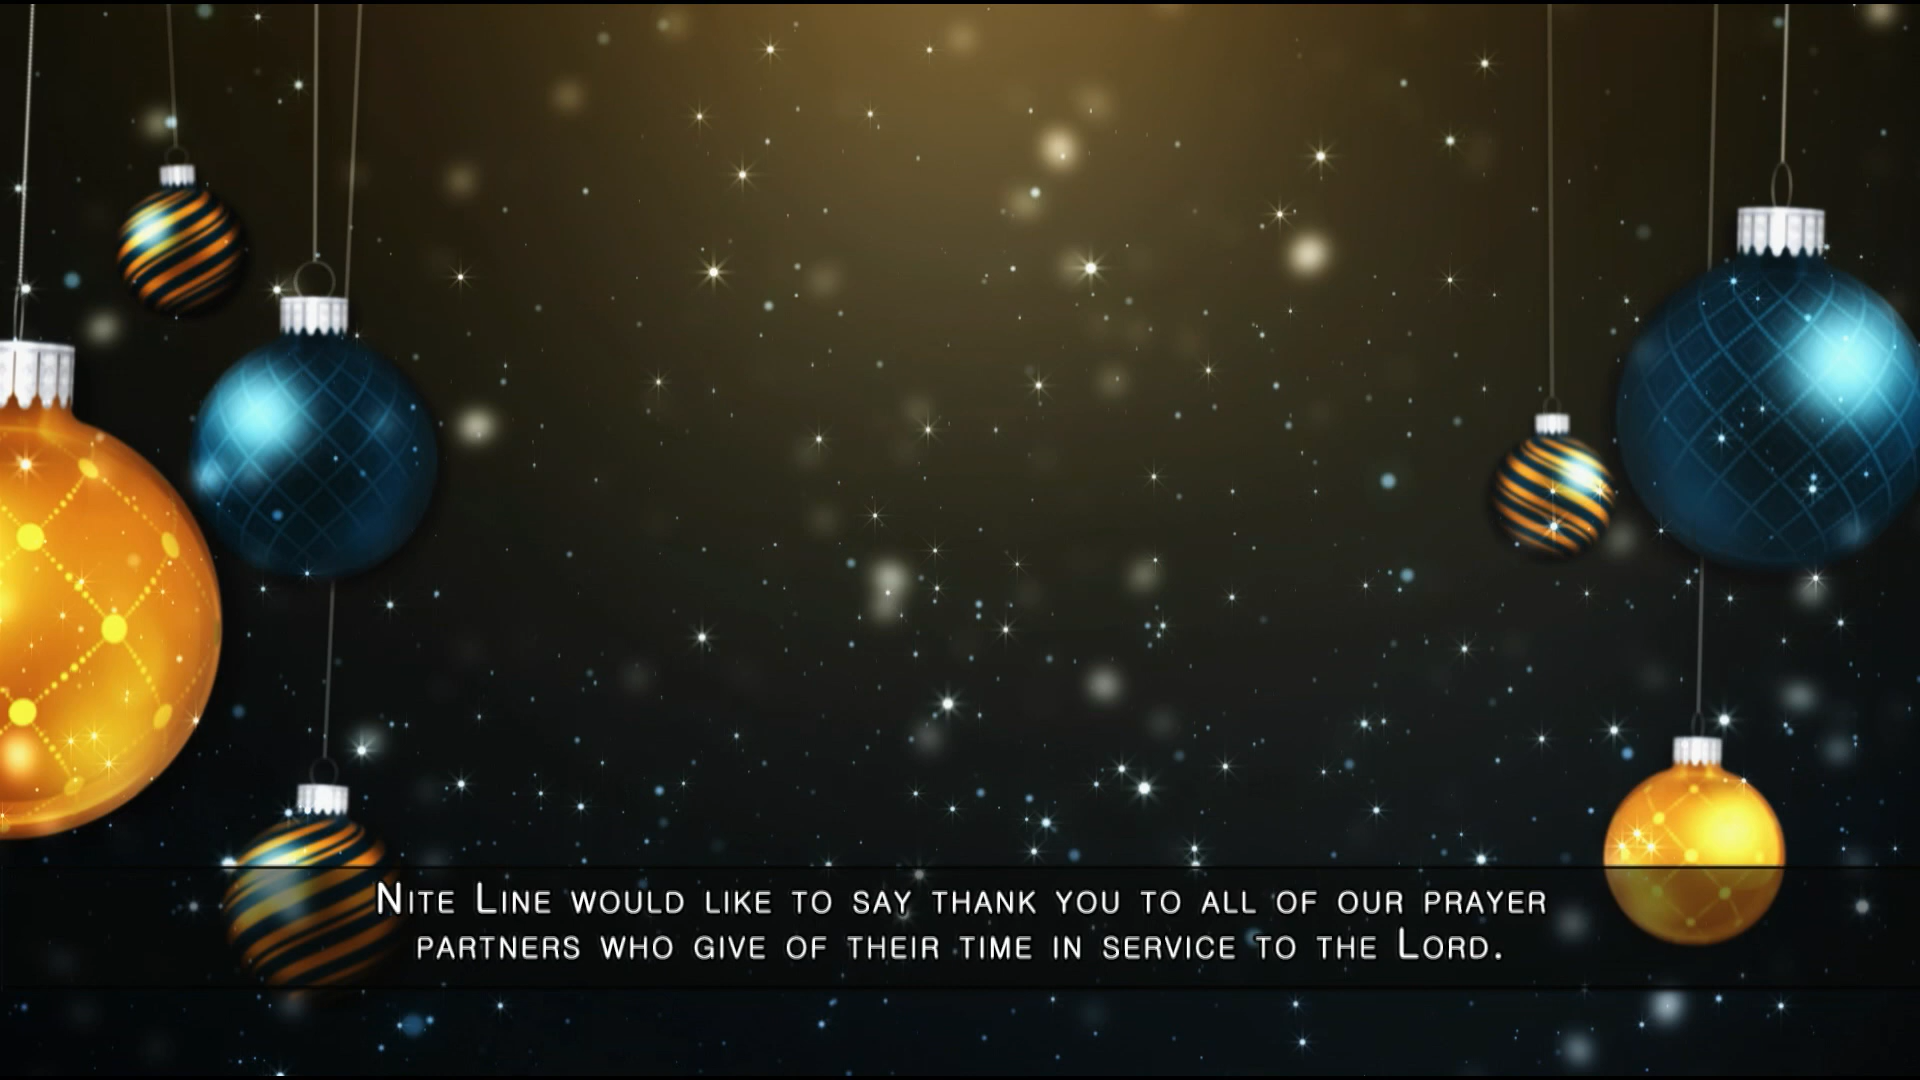 Nite Line would like to say thank you to all of our prayer
partners who give of their time in service to the Lord.